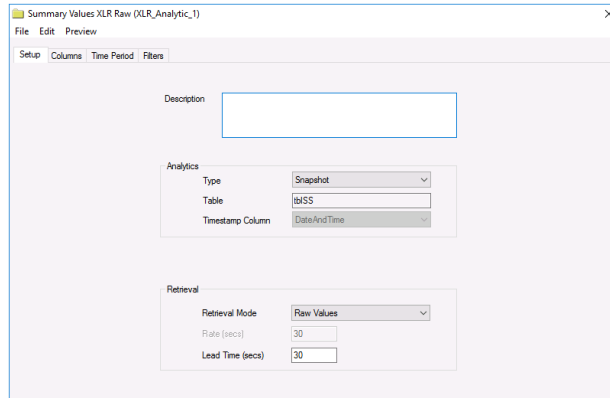 Summary Values XLR Raw (XLR_Analytic_1)
File Edit Preview
Setup Columns Time Period Filters
Description
Analytics
Type Snapshot
Table tblSS
Timestamp Column DateAndTime
Retrieval
Retrieval Mode Raw Values
Rate (secs) 30
Lead Time (secs) 30